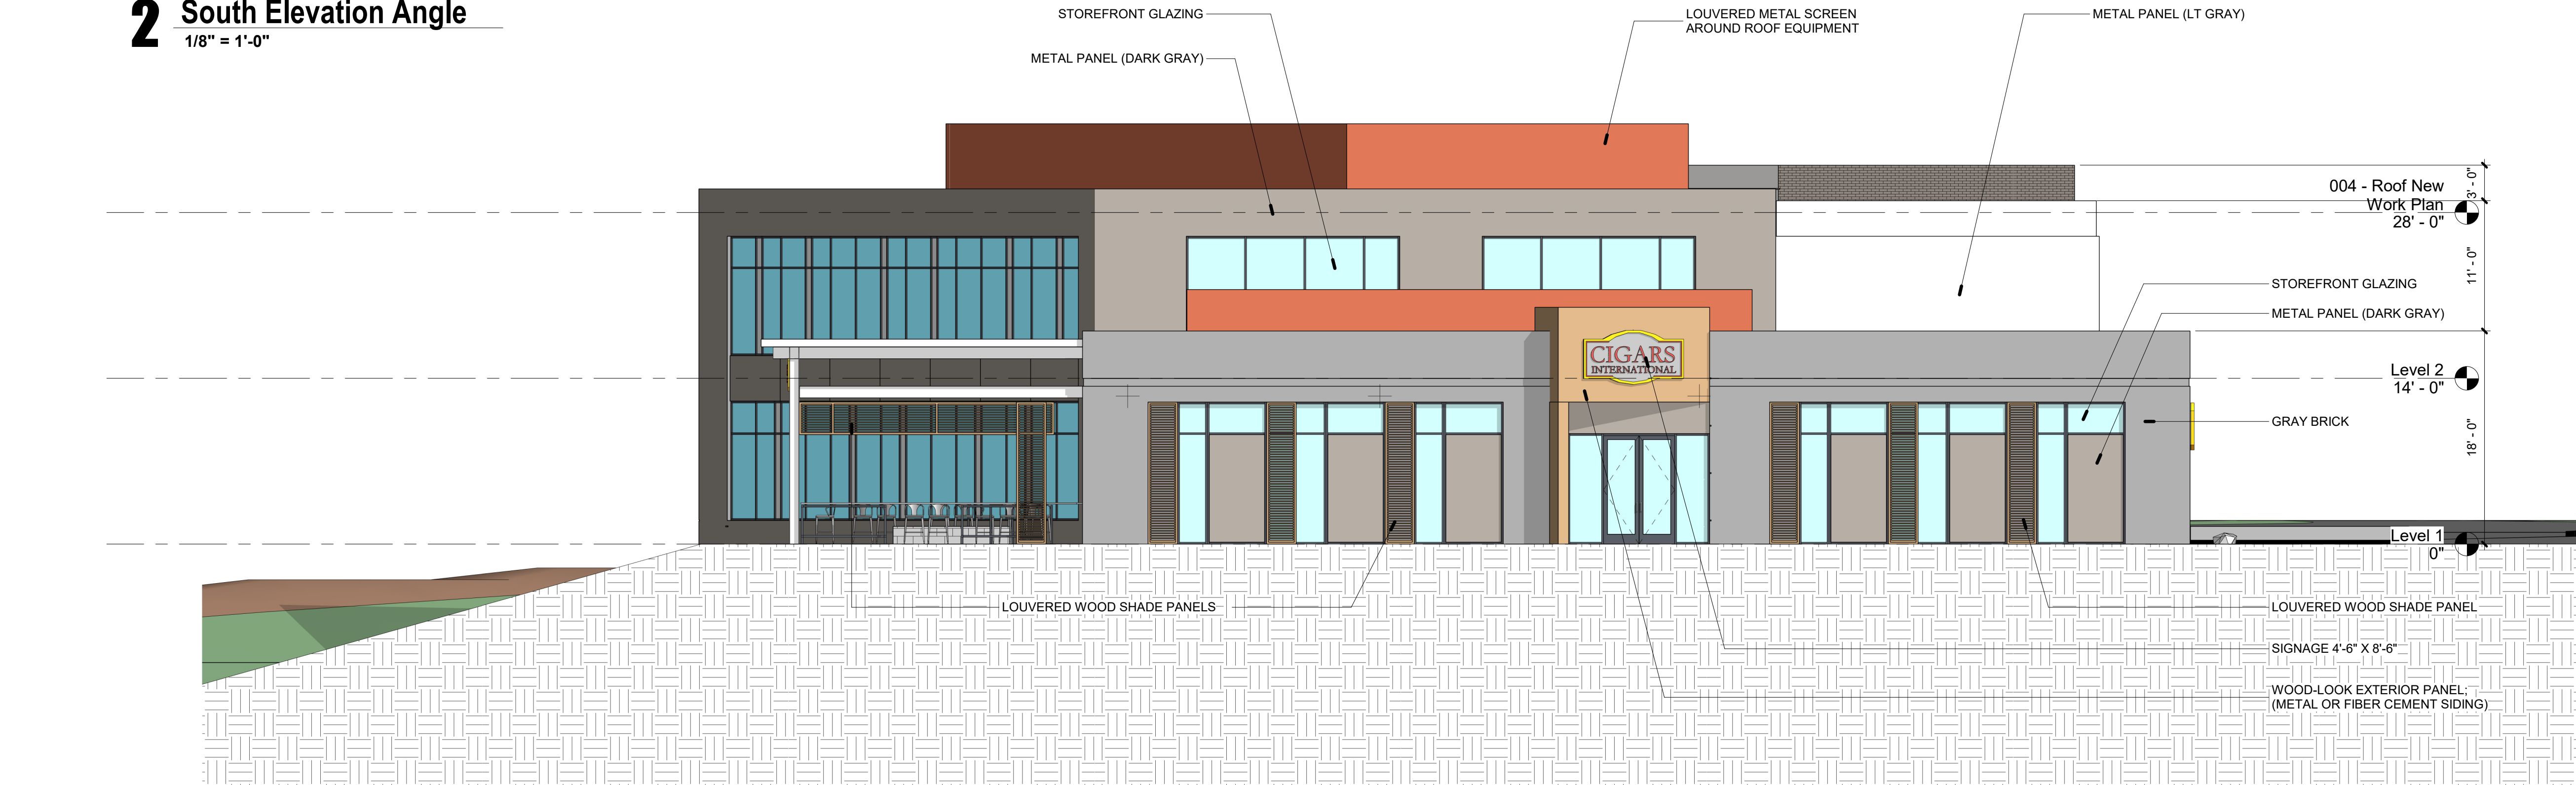 2 South Elevation Angle
1/8" = 1'-0"
STOREFRONT GLAZING
METAL PANEL (DARK GRAY)
LOUVERED METAL SCREEN
AROUND ROOF EQUIPMENT
METAL PANEL (LT GRAY)
004 - Roof New
Work Plan
28' - 0"
3' - 0"
11' - 0"
STOREFRONT GLAZING
METAL PANEL (DARK GRAY)
CIGARS
INTERNATIONAL
Level 2
14' - 0"
GRAY BRICK
18' - 0"
Level 1
0"
LOUVERED WOOD SHADE PANELS
LOUVERED WOOD SHADE PANEL
SIGNAGE 4'-6" X 8'-6"
WOOD-LOOK EXTERIOR PANEL;
(METAL OR FIBER CEMENT SIDING)